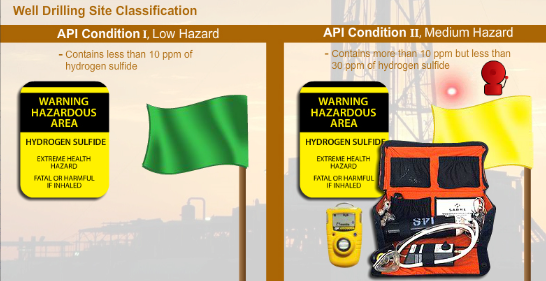 Well Drilling Site Classification
API Condition I, Low Hazard
- Contains less than 10 ppm of
hydrogen sulfide
WARNING
HAZARDOUS
AREA
HYDROGEN SULFIDE
EXTREME HEALTH
HAZARD
FATAL OR HARMFUL
IF INHALED
API Condition II, Medium Hazard
- Contains more than 10 ppm but less than
30 ppm of hydrogen sulfide
WARNING
HAZARDOUS
AREA
HYDROGEN SULFIDE
EXTREME HEALTH
HAZARD
FATAL OR HARMFUL
IF INHALED